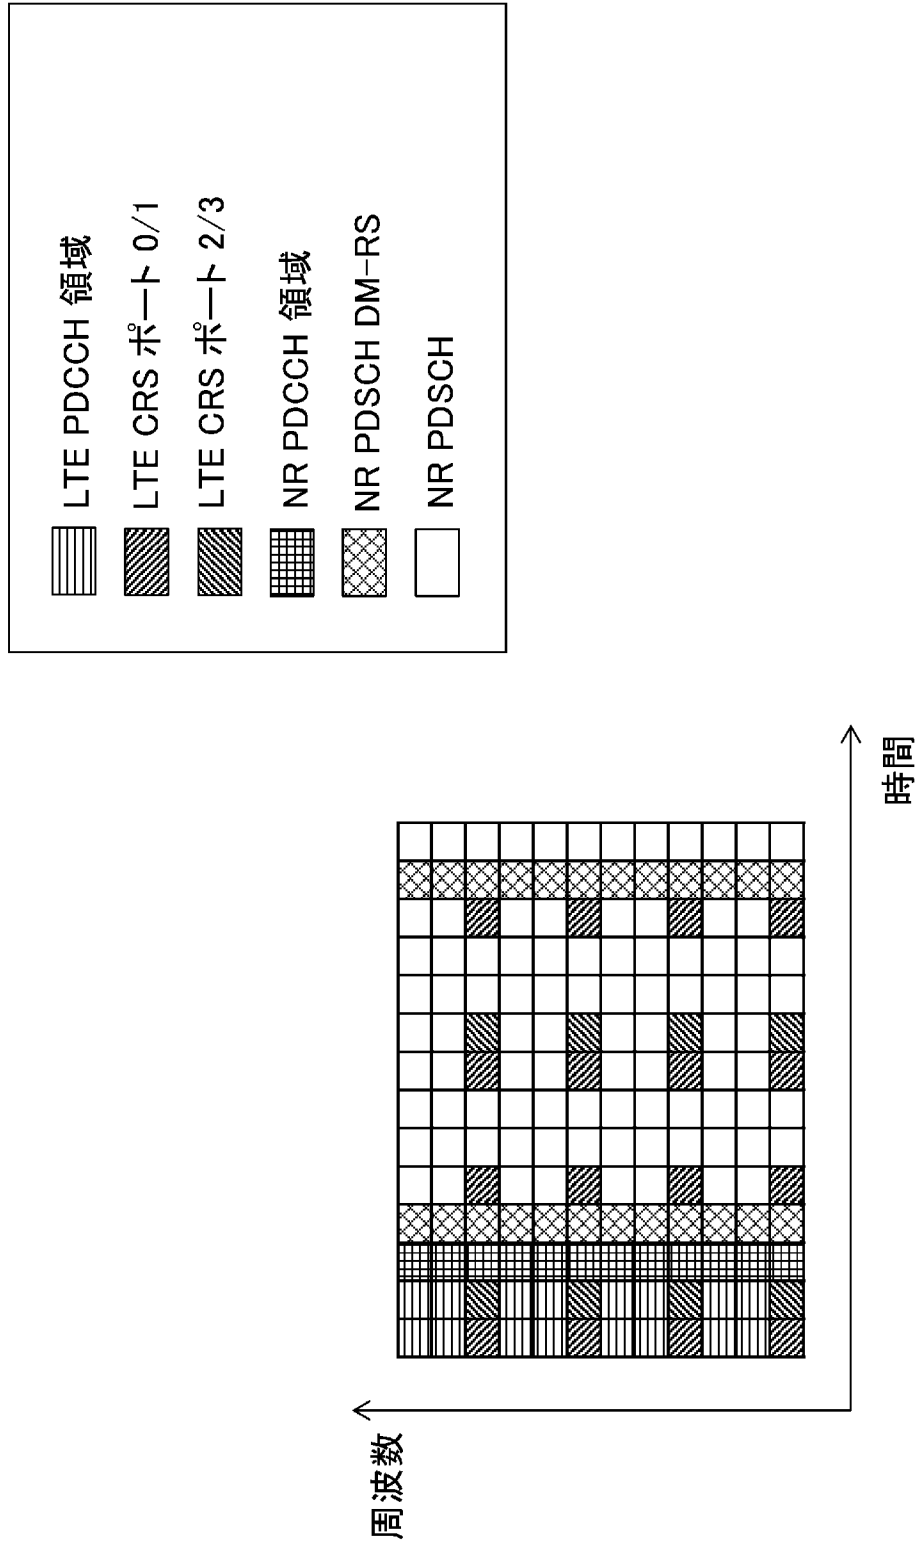 LTE PDCCH 領域
LTE CRS ポート 0/1
LTE CRS ポート 2/3
NR PDCCH 領域
NR PDSCH DM-RS
NR PDSCH
周波数
時間